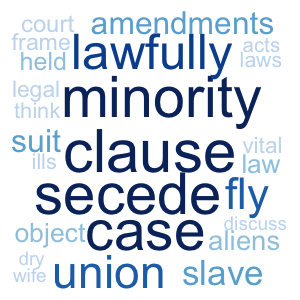 court amendments
frame lawfully acts
held laws
legal minority
think
suit clause vital
ills law
secede fly
object case discuss
aliens
dry union slave
wife